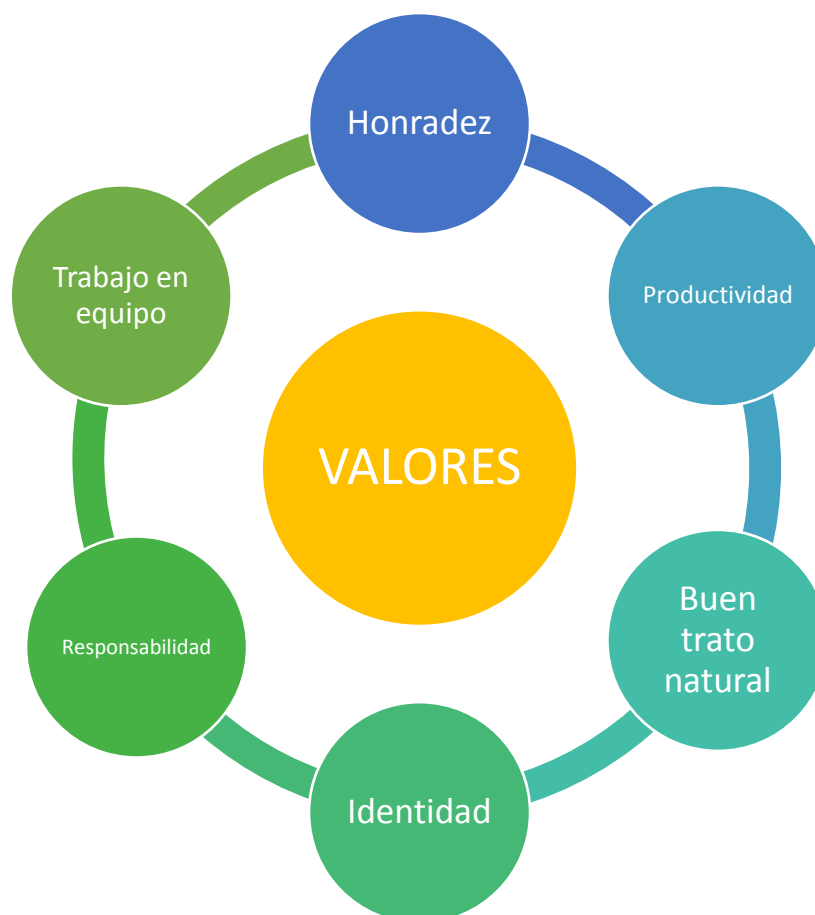 Honradez
Productividad
Buen
trato
natural
Identidad
Responsabilidad
Trabajo en
equipo
VALORES